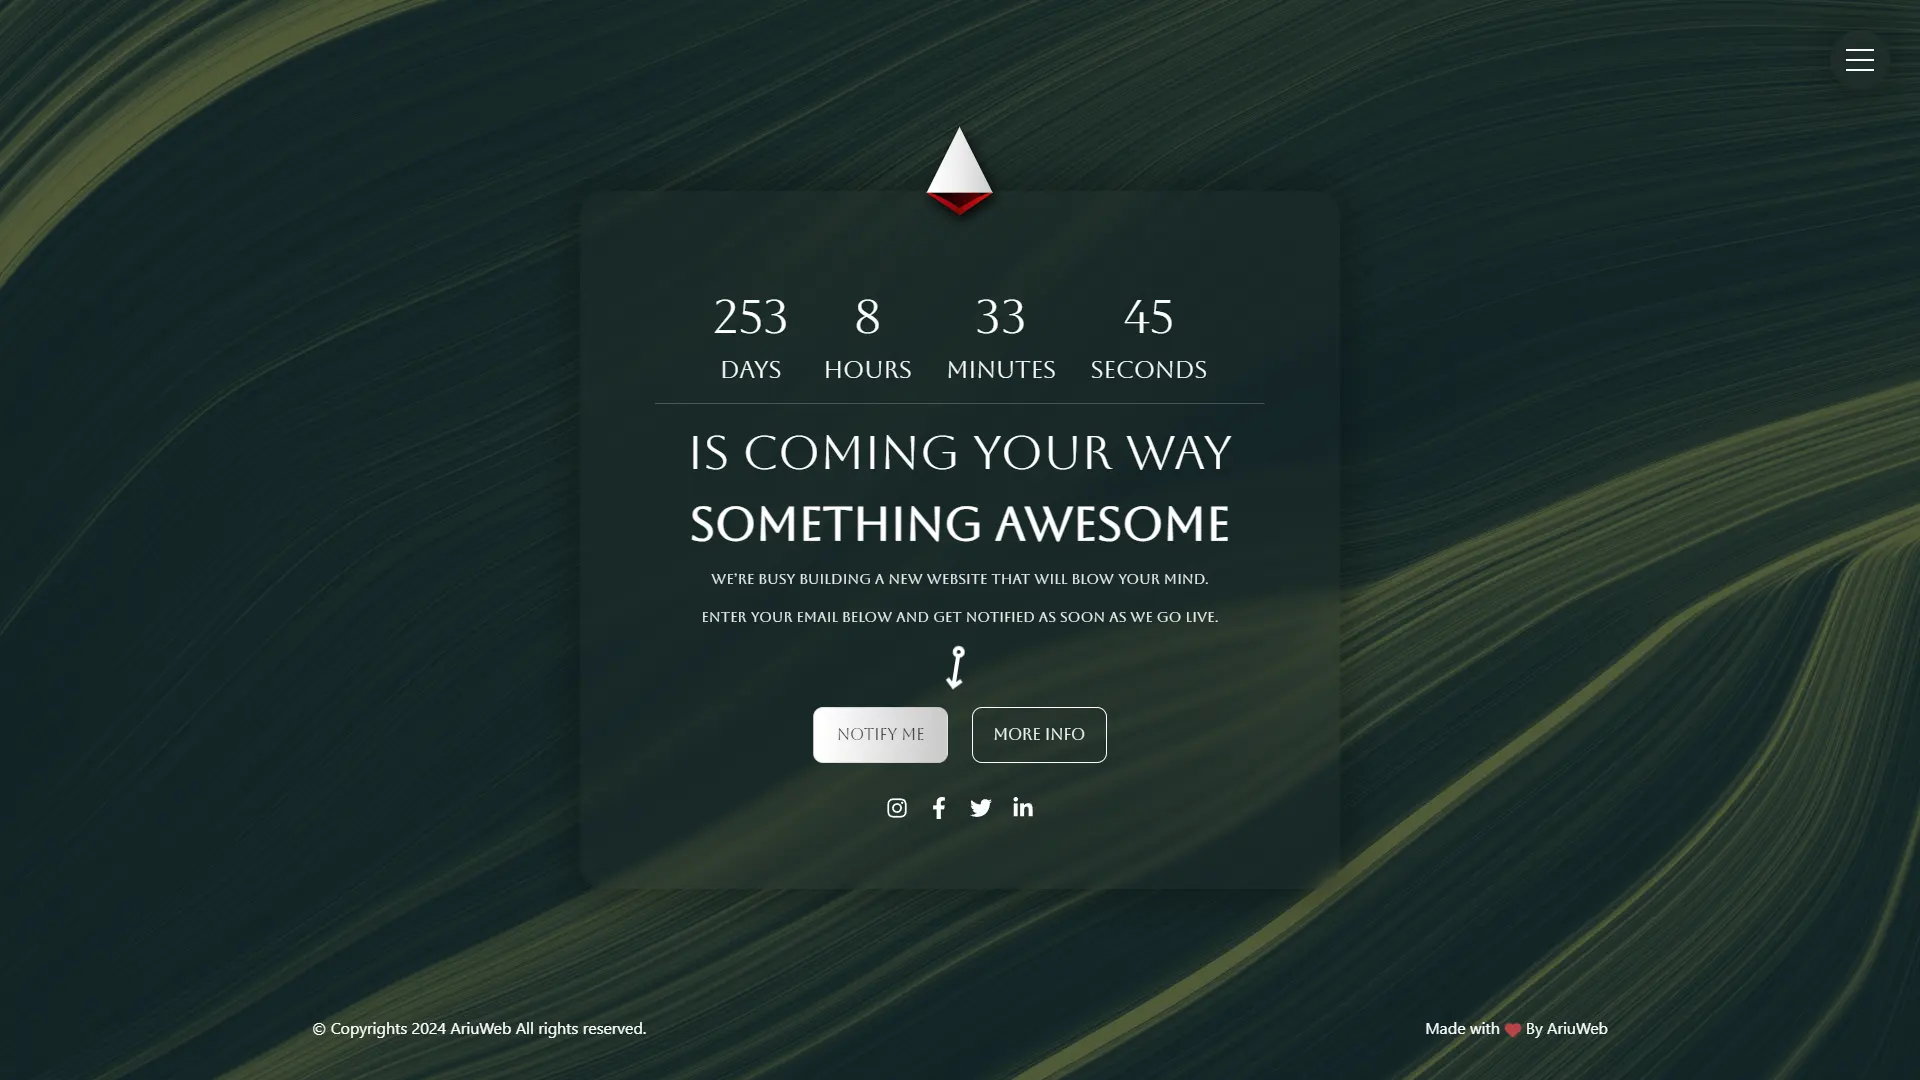 253 8 33 45
DAYS HOURS MINUTES SECONDS
IS COMING YOUR WAY
SOMETHING AWESOME
WE'RE BUSY BUILDING A NEW WEBSITE THAT WILL BLOW YOUR MIND.
ENTER YOUR EMAIL BELOW AND GET NOTIFIED AS SOON AS WE GO LIVE.
NOTIFY ME MORE INFO
© Copyrights 2024 AriuWeb All rights reserved. Made with ❤ By AriuWeb